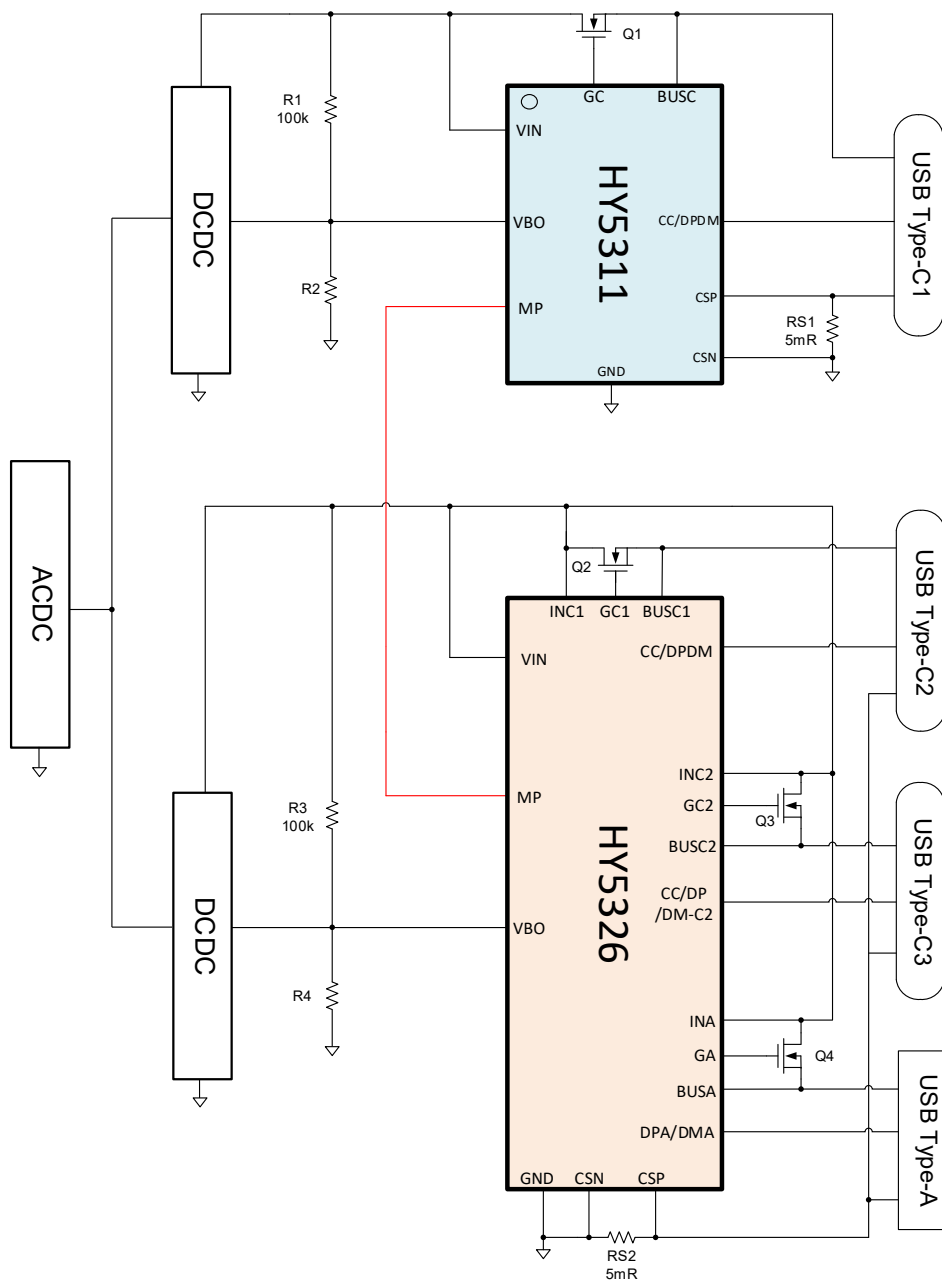 Q1
R1
100k
GC
BUSC
VIN
DCDC
HY5311
USB Type-C1
VBO
CC/DPDM
R2
MP
CSP
RS1
5mR
CSN
GND
ACDC
Q2
INC1
GC1
BUSC1
USB Type-C2
VIN
CC/DPDM
INC2
MP
R3
100k
GC2
Q3
BUSC2
HY5326
USB Type-C3
DCDC
CC/DP
/DM-C2
VBO
R4
INA
GA
Q4
BUSA
USB Type-A
DPA/DMA
GND
CSN
CSP
RS2
5mR